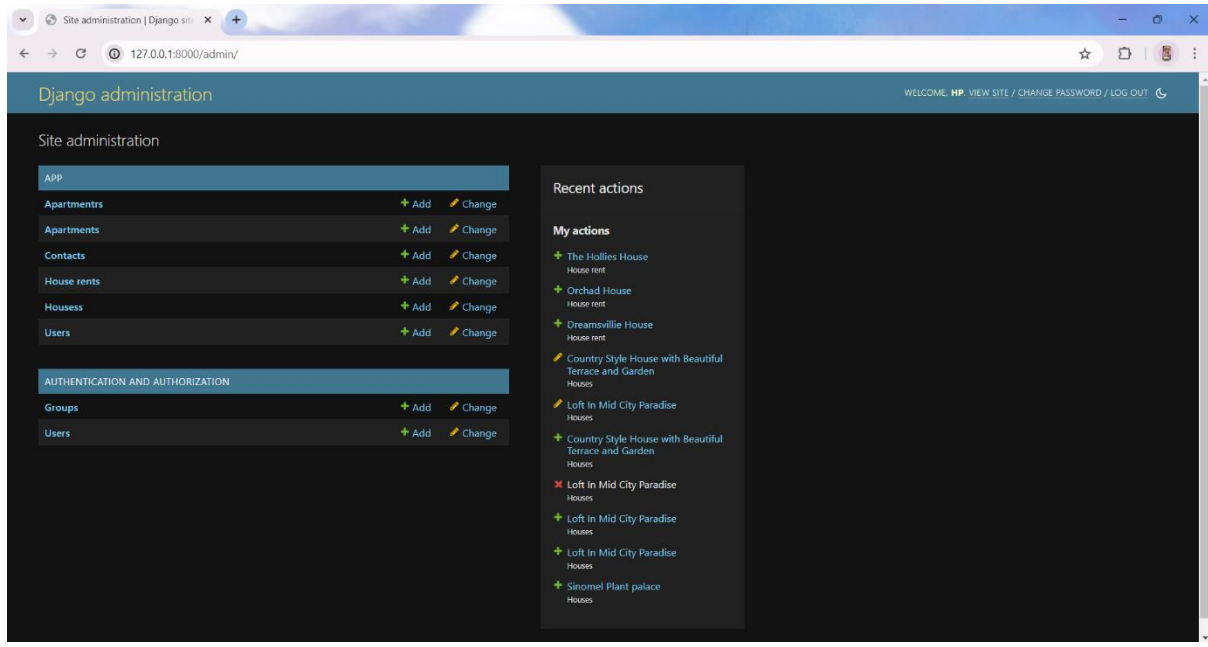 Site administration | Django site
127.0.0.1:8000/admin/
Django administration
WELCOME, HP. VIEW SITE / CHANGE PASSWORD / LOG OUT
Site administration
APP
Apartmentrs + Add Change
Apartments + Add Change
Contacts + Add Change
House rents + Add Change
Housess + Add Change
Users + Add Change
AUTHENTICATION AND AUTHORIZATION
Groups + Add Change
Users + Add Change
Recent actions
My actions
+ The Hollies House
House rent
+ Orchad House
House rent
+ Dreamsvillie House
House rent
Country Style House with Beautiful
Terrace and Garden
Houses
Loft In Mid City Paradise
Houses
+ Country Style House with Beautiful
Terrace and Garden
Houses
Loft In Mid City Paradise
Houses
+ Loft In Mid City Paradise
Houses
+ Loft In Mid City Paradise
Houses
+ Sinomel Plant palace
Houses